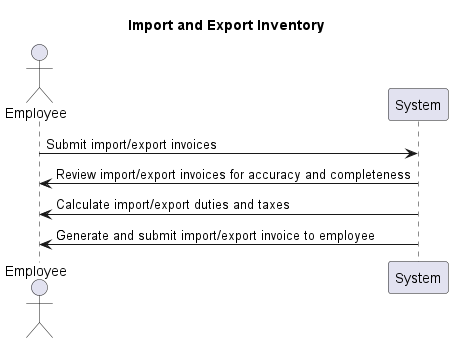 Import and Export Inventory
Employee
System
Submit import/export invoices
Review import/export invoices for accuracy and completeness
Calculate import/export duties and taxes
Generate and submit import/export invoice to employee
Employee
System